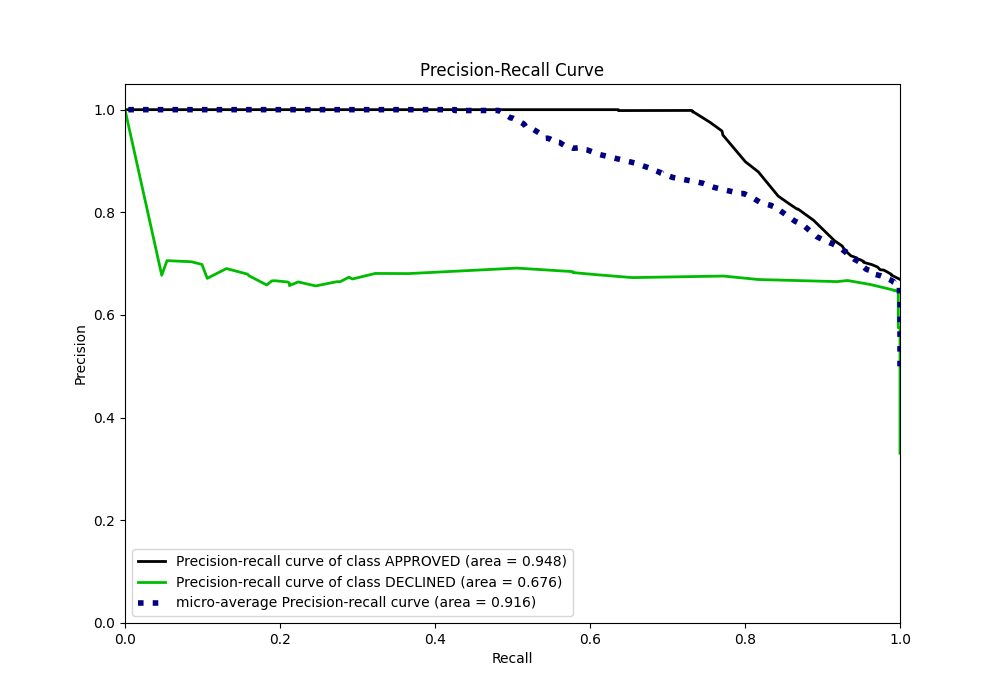 Precision-Recall Curve
1.0
0.8
0.6
0.4
0.2
0.0
Precision
Precision-recall curve of class APPROVED (area = 0.948)
Precision-recall curve of class DECLINED (area = 0.676)
micro-average Precision-recall curve (area = 0.916)
0.0 0.2 0.4 0.6 0.8 1.0
Recall